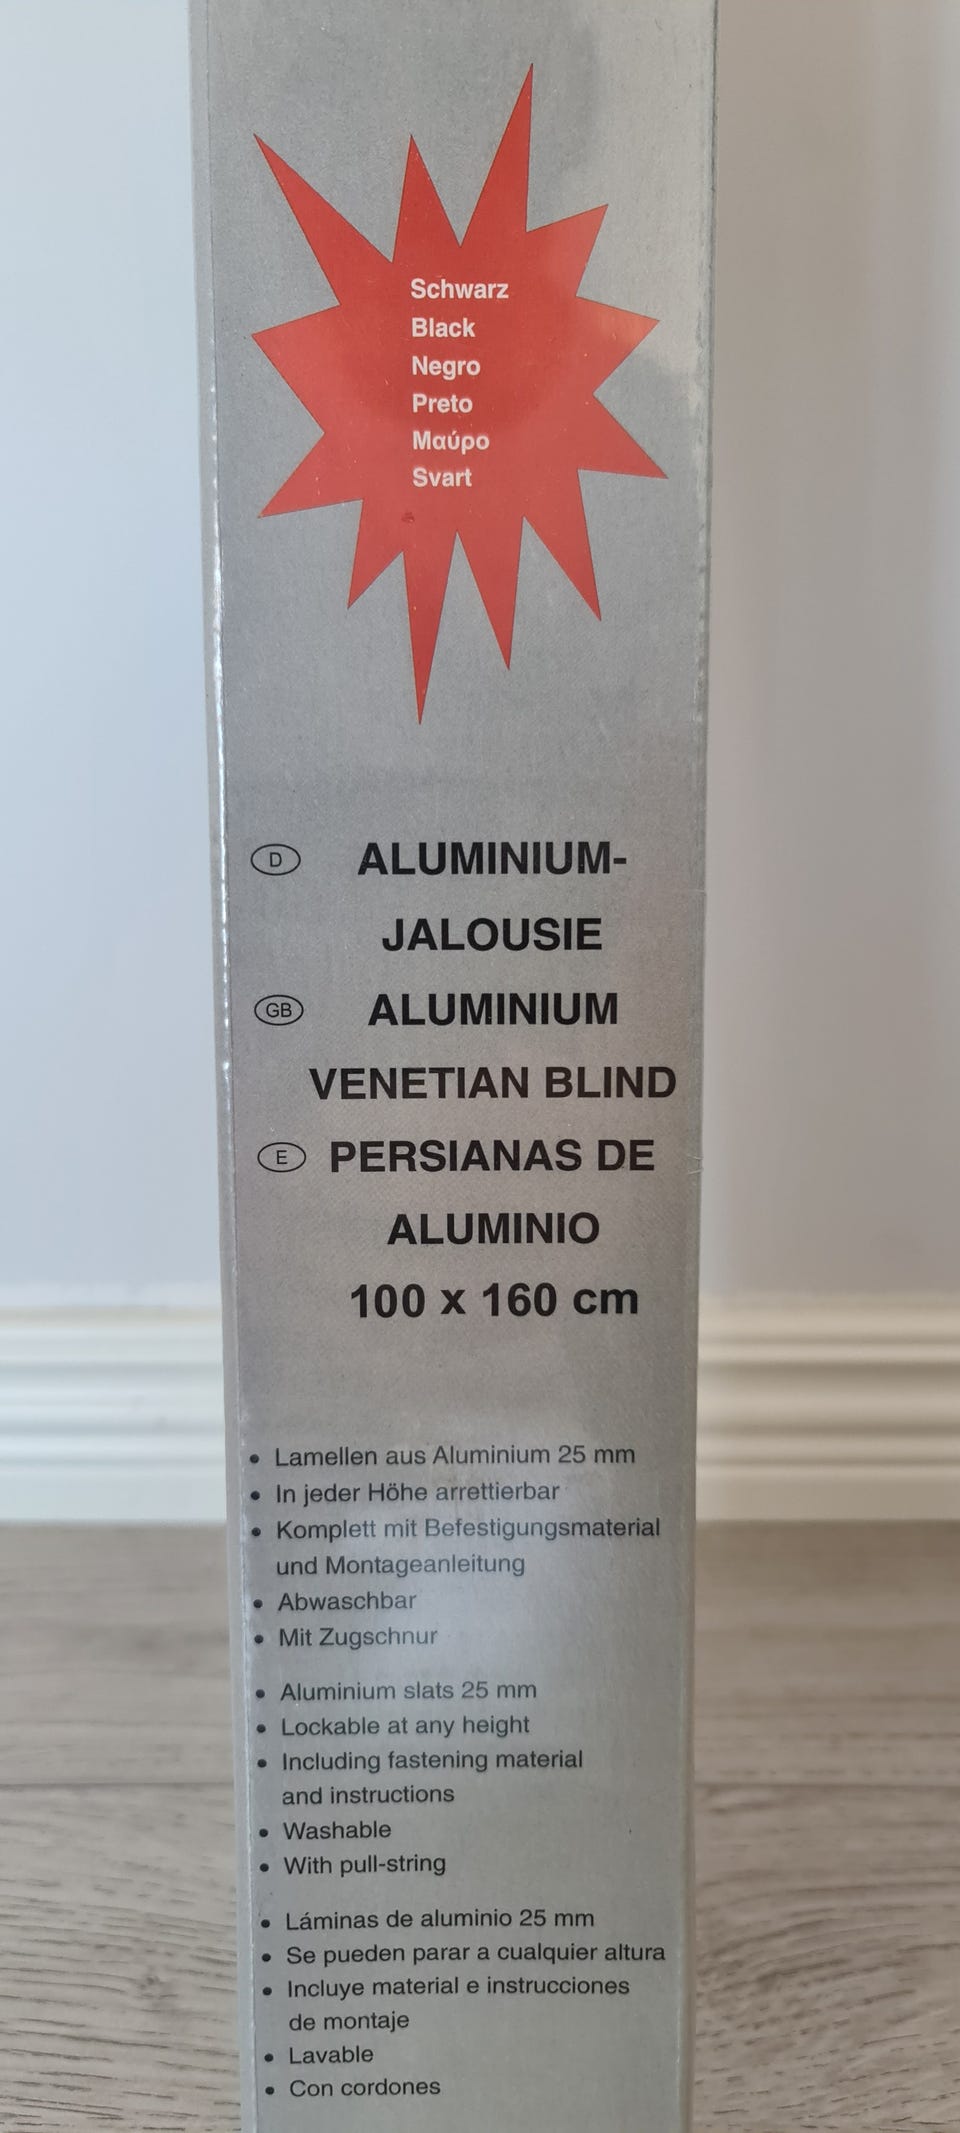 Schwarz
Black
Negro
Preto
Μαύρο
Svart
D ALUMINIUM-
JALOUSIE
GB ALUMINIUM
VENETIAN BLIND
E PERSIANAS DE
ALUMINIO
100 x 160 cm
• Lamellen aus Aluminium 25 mm
• In jeder Höhe arrettierbar
• Komplett mit Befestigungsmaterial
und Montageanleitung
• Abwaschbar
• Mit Zugschnur
• Aluminium slats 25 mm
• Lockable at any height
• Including fastening material
and instructions
• Washable
• With pull-string
• Láminas de aluminio 25 mm
• Se pueden parar a cualquier altura
• Incluye material e instrucciones
de montaje
• Lavable
• Con cordones